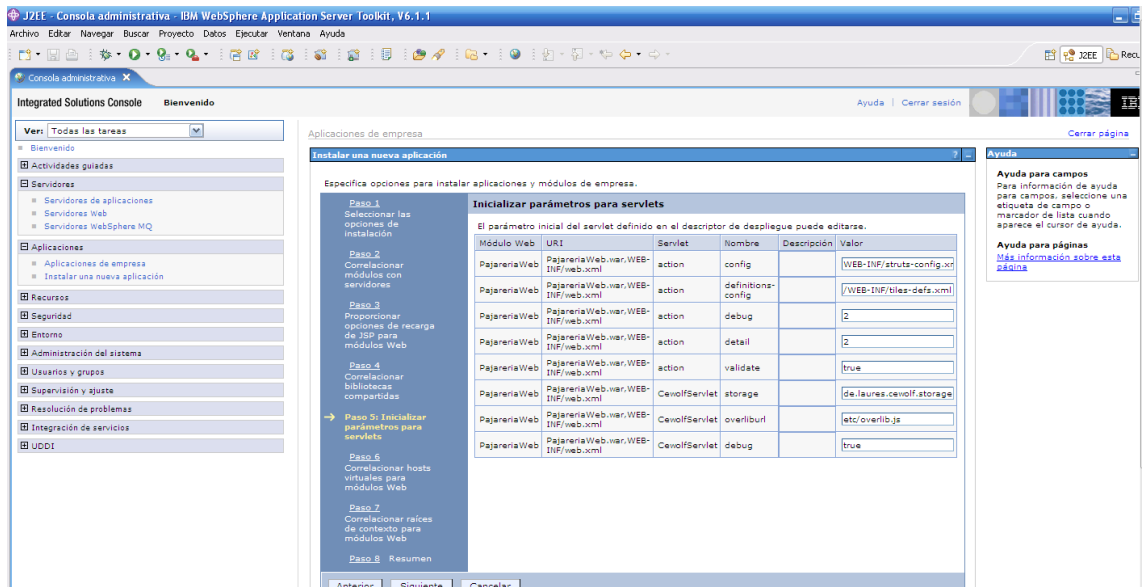 J2EE - Consola administrativa - IBM WebSphere Application Server Toolkit, V6.1.1
Archivo Editar Navegar Buscar Proyecto Datos Ejecutar Ventana Ayuda
J2EE
Consola administrativa
Integrated Solutions Console Bienvenido
Ayuda | Cerrar sesión
Ver: Todas las tareas
Bienvenido
Actividades guiadas
Servidores
Servidores de aplicaciones
Servidores Web
Servidores WebSphere MQ
Aplicaciones
Aplicaciones de empresa
Instalar una nueva aplicación
Recursos
Seguridad
Entorno
Administración del sistema
Usuarios y grupos
Supervisión y ajuste
Resolución de problemas
Integración de servicios
UDDI
Aplicaciones de empresa
Cerrar página
Instalar una nueva aplicación ? -
Especifica opciones para instalar aplicaciones y módulos de empresa.
Paso 1
Seleccionar las
opciones de
instalación
Paso 2
Correlacionar
módulos con
servidores
Paso 3
Proporcionar
opciones de recarga
de JSP para
módulos Web
Paso 4
Correlacionar
bibliotecas
compartidas
Paso 5: Inicializar
parámetros para
servlets
Paso 6
Correlacionar hosts
virtuales para
módulos Web
Paso 7
Correlacionar raíces
de contexto para
módulos Web
Paso 8 Resumen
Inicializar parámetros para servlets
El parámetro inicial del servlet definido en el descriptor de despliegue puede editarse.
Módulo Web URI Servlet Nombre Descripción Valor
PajareriaWeb PajareriaWeb.war,WEB-INF/web.xml action config WEB-INF/struts-config.xr
PajareriaWeb PajareriaWeb.war,WEB-INF/web.xml action definitions-config /WEB-INF/tiles-defs.xml
PajareriaWeb PajareriaWeb.war,WEB-INF/web.xml action debug 2
PajareriaWeb PajareriaWeb.war,WEB-INF/web.xml action detail 2
PajareriaWeb PajareriaWeb.war,WEB-INF/web.xml action validate true
PajareriaWeb PajareriaWeb.war,WEB-INF/web.xml CewolfServlet storage de.laures.cewolf.storage
PajareriaWeb PajareriaWeb.war,WEB-INF/web.xml CewolfServlet overliburl etc/overlib.js
PajareriaWeb PajareriaWeb.war,WEB-INF/web.xml CewolfServlet debug true
Anterior Siguiente Cancelar
Ayuda
Ayuda para campos
Para información de ayuda
para campos, seleccione una
etiqueta de campo o
marcador de lista cuando
aparece el cursor de ayuda.
Ayuda para páginas
Más información sobre esta
página